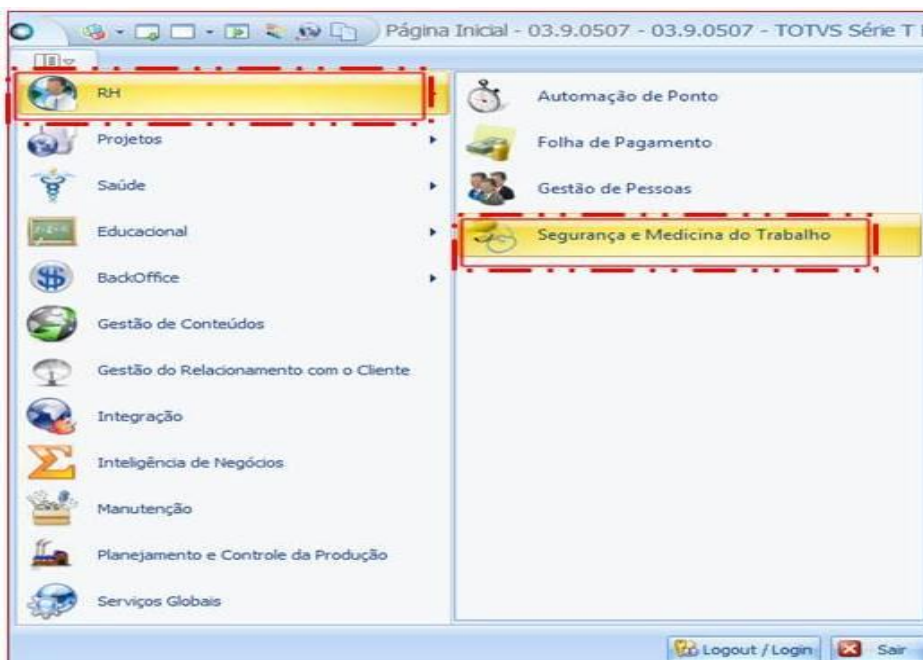 Página Inicial - 03.9.0507 - 03.9.0507 - TOTVS Série T
RH
Projetos
Saúde
Educacional
BackOffice
Gestão de Conteúdos
Gestão do Relacionamento com o Cliente
Integração
Inteligência de Negócios
Manutenção
Planejamento e Controle da Produção
Serviços Globais
Automação de Ponto
Folha de Pagamento
Gestão de Pessoas
Segurança e Medicina do Trabalho
Logout / Login
Sair